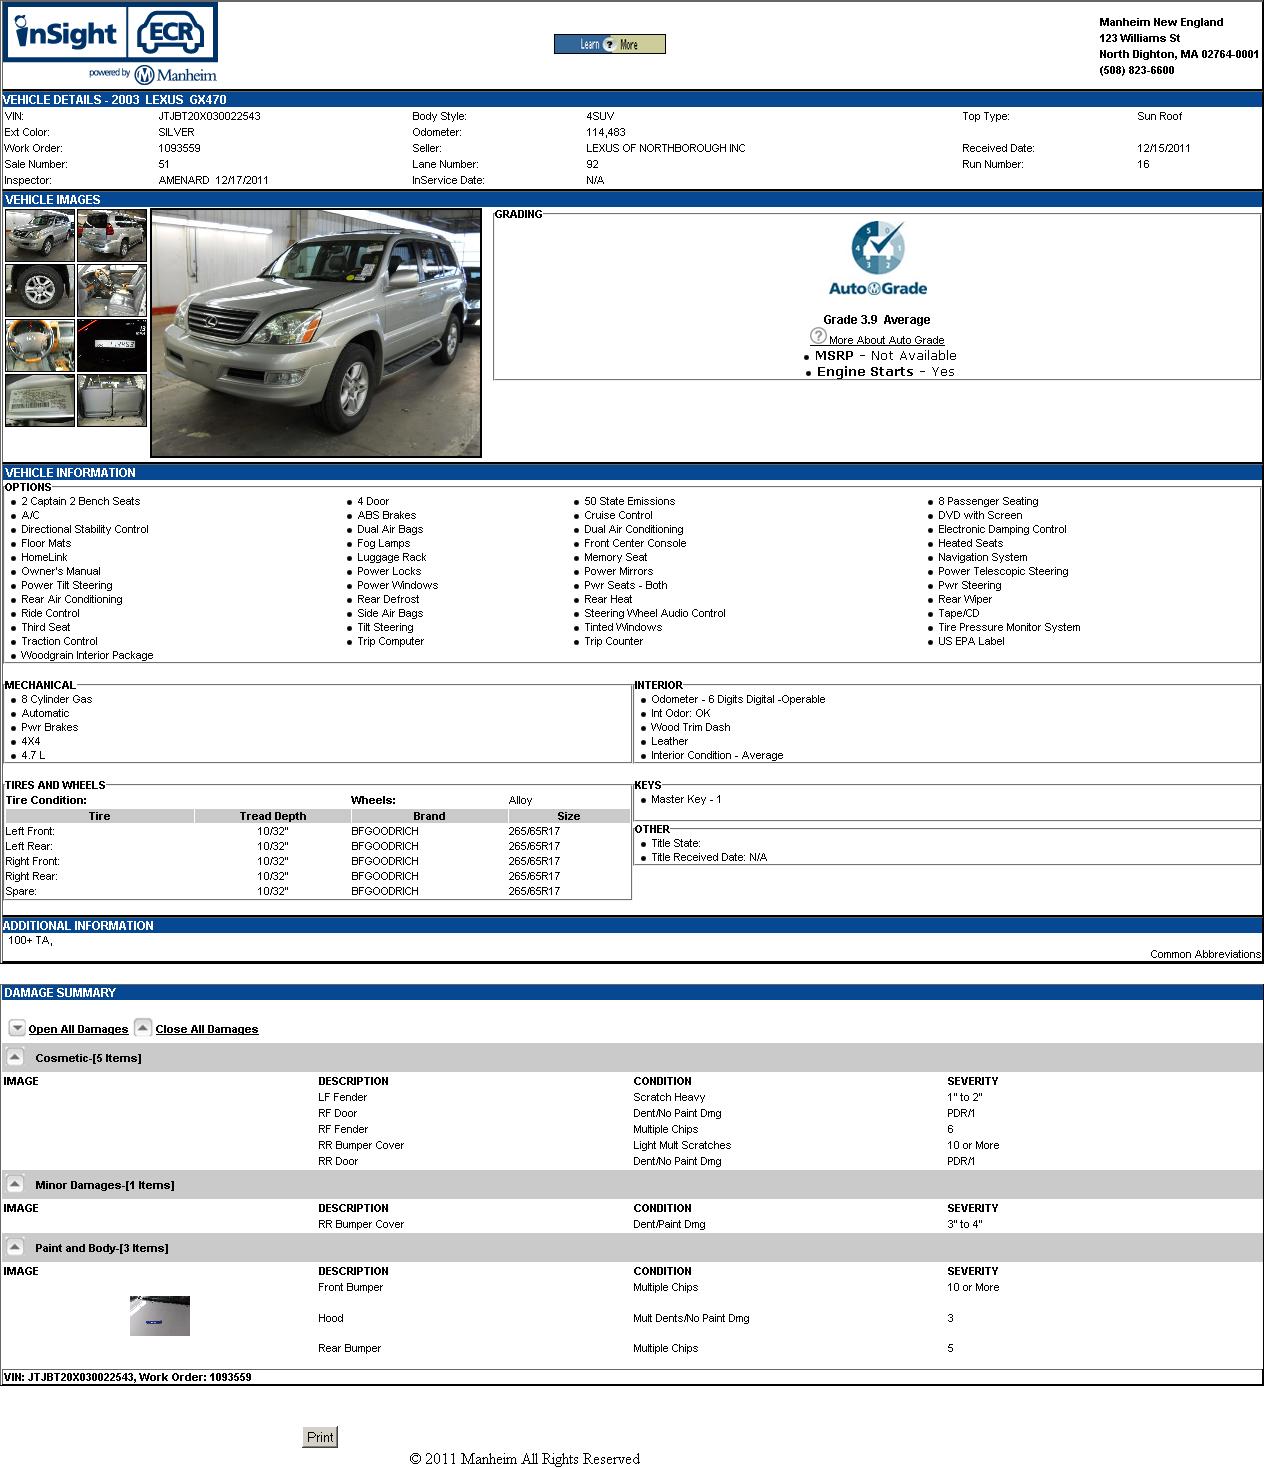 inSight ECR
powered by Manheim
Learn ? More
Manheim New England
123 Williams St
North Dighton, MA 02764-0001
(508) 823-6600
VEHICLE DETAILS - 2003 LEXUS GX470
VIN: JTJBT20X030022543 Body Style: 4SUV Top Type: Sun Roof
Ext Color: SILVER Odometer: 114,483
Work Order: 1093559 Seller: LEXUS OF NORTHBOROUGH INC Received Date: 12/15/2011
Sale Number: 51 Lane Number: 92 Run Number: 16
Inspector: AMENARD 12/17/2011 InService Date: N/A
VEHICLE IMAGES
GRADING
5 0 4 1 3 2
Auto Grade
Grade 3.9 Average
? More About Auto Grade
• MSRP - Not Available
• Engine Starts - Yes
VEHICLE INFORMATION
OPTIONS
• 2 Captain 2 Bench Seats • 4 Door • 50 State Emissions • 8 Passenger Seating
• A/C • ABS Brakes • Cruise Control • DVD with Screen
• Directional Stability Control • Dual Air Bags • Dual Air Conditioning • Electronic Damping Control
• Floor Mats • Fog Lamps • Front Center Console • Heated Seats
• HomeLink • Luggage Rack • Memory Seat • Navigation System
• Owner's Manual • Power Locks • Power Mirrors • Power Telescopic Steering
• Power Tilt Steering • Power Windows • Pwr Seats - Both • Pwr Steering
• Rear Air Conditioning • Rear Defrost • Rear Heat • Rear Wiper
• Ride Control • Side Air Bags • Steering Wheel Audio Control • Tape/CD
• Third Seat • Tilt Steering • Tinted Windows • Tire Pressure Monitor System
• Traction Control • Trip Computer • Trip Counter • US EPA Label
• Woodgrain Interior Package
MECHANICAL
• 8 Cylinder Gas
• Automatic
• Pwr Brakes
• 4X4
• 4.7 L
INTERIOR
• Odometer - 6 Digits Digital -Operable
• Int Odor: OK
• Wood Trim Dash
• Leather
• Interior Condition - Average
TIRES AND WHEELS
Tire Condition: Wheels: Alloy
Tire Tread Depth Brand Size
Left Front: 10/32" BFGOODRICH 265/65R17
Left Rear: 10/32" BFGOODRICH 265/65R17
Right Front: 10/32" BFGOODRICH 265/65R17
Right Rear: 10/32" BFGOODRICH 265/65R17
Spare: 10/32" BFGOODRICH 265/65R17
KEYS
• Master Key - 1
OTHER
• Title State:
• Title Received Date: N/A
ADDITIONAL INFORMATION
100+ TA,
Common Abbreviations
DAMAGE SUMMARY
Open All Damages Close All Damages
Cosmetic-[5 Items]
IMAGE DESCRIPTION CONDITION SEVERITY
LF Fender Scratch Heavy 1" to 2"
RF Door Dent/No Paint Dmg PDR/1
RF Fender Multiple Chips 6
RR Bumper Cover Light Mult Scratches 10 or More
RR Door Dent/No Paint Dmg PDR/1
Minor Damages-[1 Items]
IMAGE DESCRIPTION CONDITION SEVERITY
RR Bumper Cover Dent/Paint Dmg 3" to 4"
Paint and Body-[3 Items]
IMAGE DESCRIPTION CONDITION SEVERITY
Front Bumper Multiple Chips 10 or More
Hood Mult Dents/No Paint Dmg 3
Rear Bumper Multiple Chips 5
VIN: JTJBT20X030022543, Work Order: 1093559
Print
© 2011 Manheim All Rights Reserved